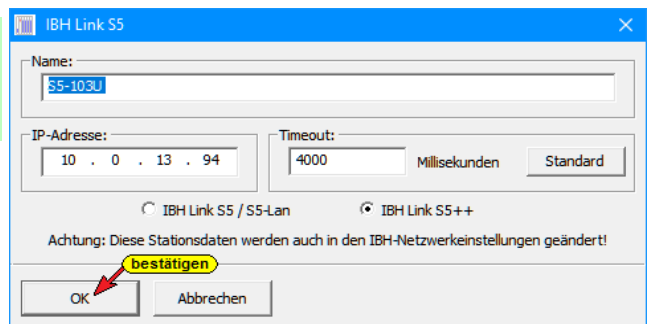 IBH Link S5
Name:
S5-103U
IP-Adresse:
Timeout:
10 . 0 . 13 . 94
4000 Millisekunden Standard
IBH Link S5 / S5-Lan IBH Link S5++
Achtung: Diese Stationsdaten werden auch in den IBH-Netzwerkeinstellungen geändert!
bestätigen
OK Abbrechen